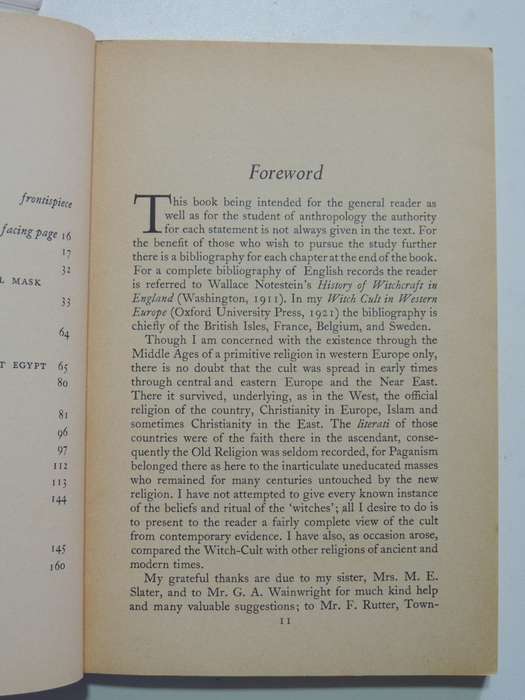 frontispiece
facing page 16
17
32
L MASK
33
64
T EGYPT 65
80
81
96
97
112
113
144
145
160
Foreword
This book being intended for the general reader as
well as for the student of anthropology the authority
for each statement is not always given in the text. For
the benefit of those who wish to pursue the study further
there is a bibliography for each chapter at the end of the book.
For a complete bibliography of English records the reader
is referred to Wallace Notestein's History of Witchcraft in
England (Washington, 1911). In my Witch Cult in Western
Europe (Oxford University Press, 1921) the bibliography is
chiefly of the British Isles, France, Belgium, and Sweden.
Though I am concerned with the existence through the
Middle Ages of a primitive religion in western Europe only,
there is no doubt that the cult was spread in early times
through central and eastern Europe and the Near East.
There it survived, underlying, as in the West, the official
religion of the country, Christianity in Europe, Islam and
sometimes Christianity in the East. The literati of those
countries were of the faith there in the ascendant, conse-
quently the Old Religion was seldom recorded, for Paganism
belonged there as here to the inarticulate uneducated masses
who remained for many centuries untouched by the new
religion. I have not attempted to give every known instance
of the beliefs and ritual of the 'witches'; all I desire to do is
to present to the reader a fairly complete view of the cult
from contemporary evidence. I have also, as occasion arose,
compared the Witch-Cult with other religions of ancient and
modern times.
My grateful thanks are due to my sister, Mrs. M. E.
Slater, and to Mr. G. A. Wainwright for much kind help
and many valuable suggestions; to Mr. F. Rutter, Town-
11